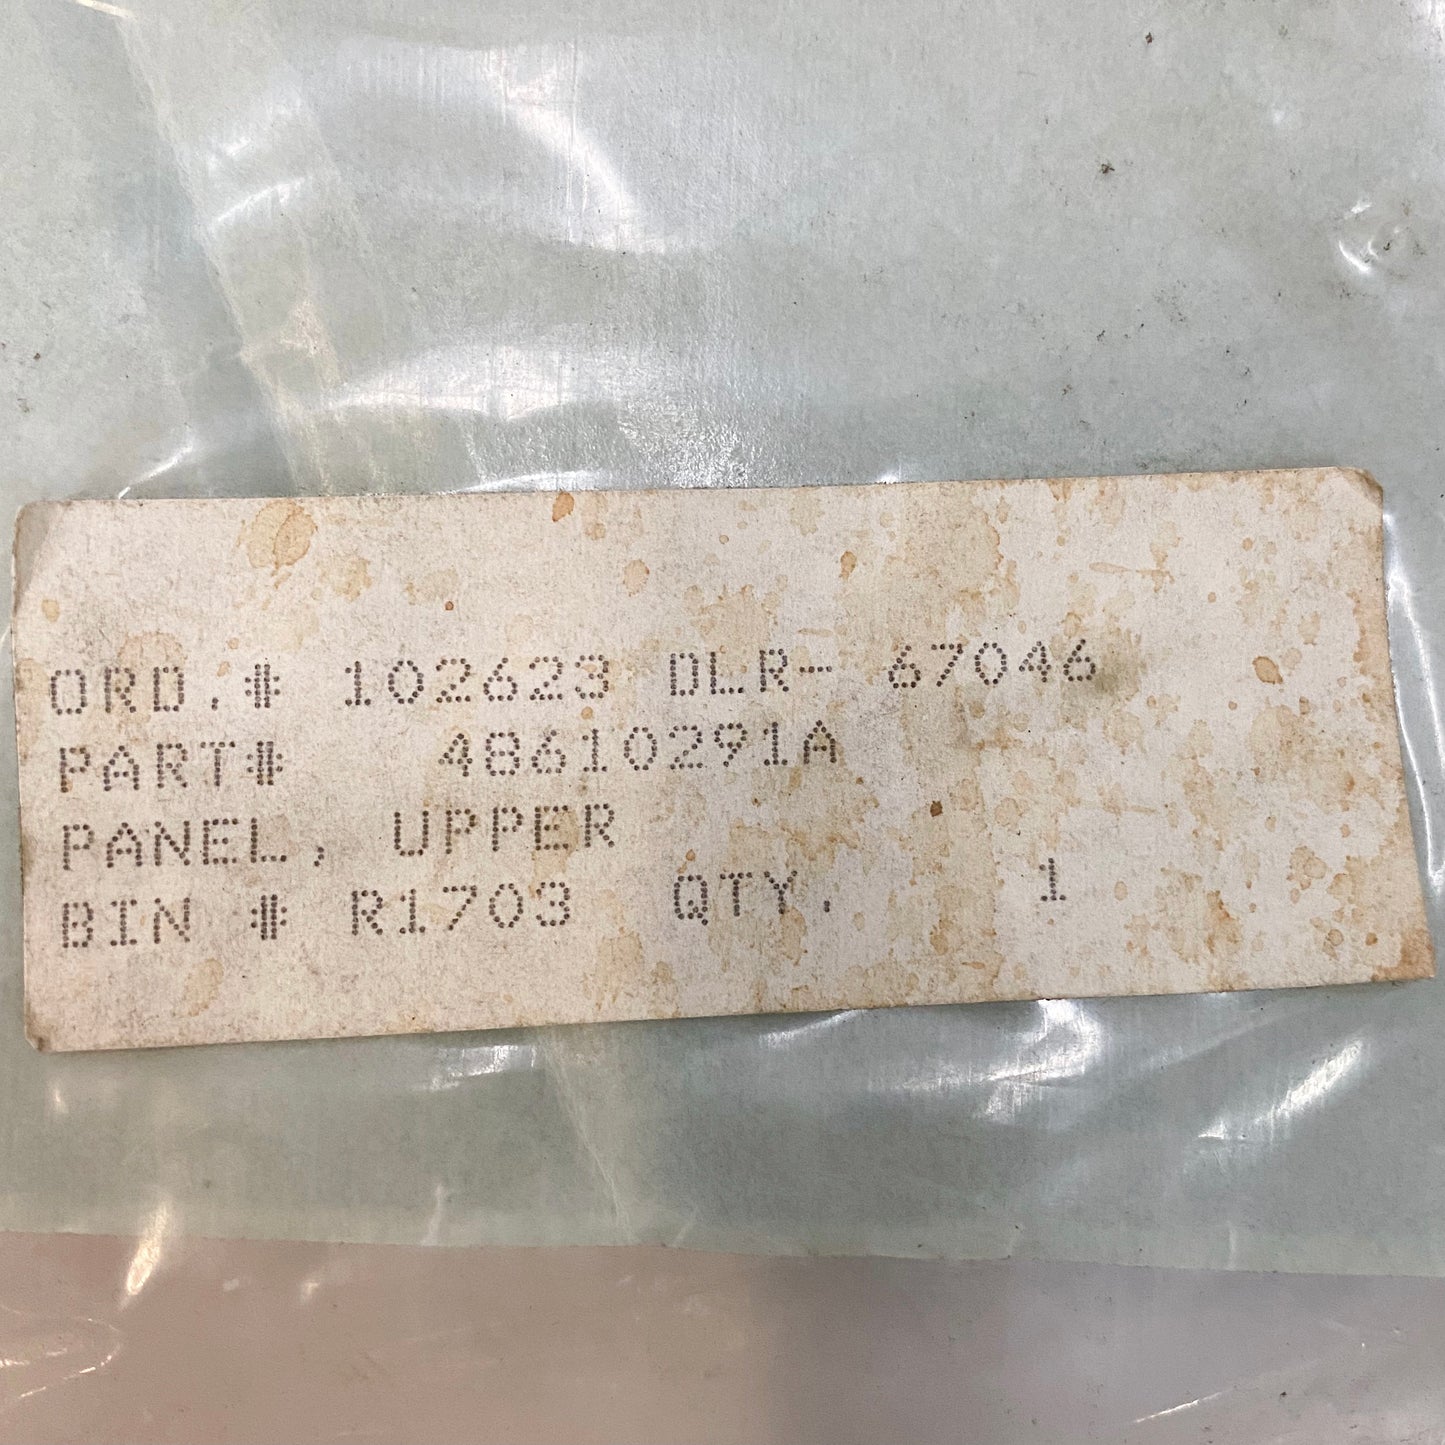 ORD.# 102623 DLR- 67046
PART# 48610291A
PANEL, UPPER
BIN # R1703 QTY. 1